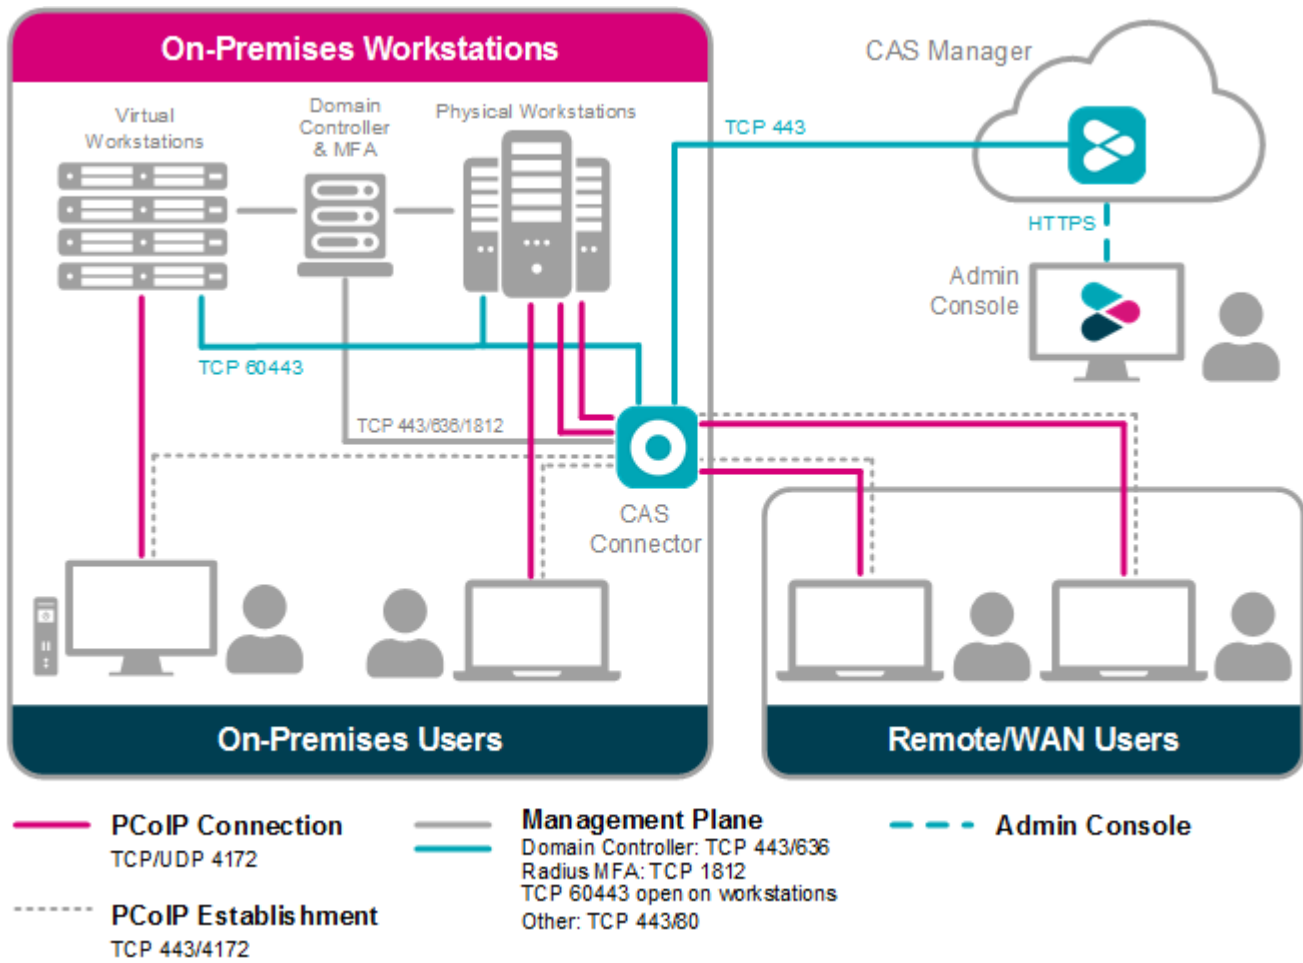 On-Premises Workstations
CAS Manager
Virtual
Workstations
Domain
Controller
& MFA
Physical Workstations
TCP 443
HTTPS
Admin
Console
TCP 60443
TCP 443/636/1812
CAS
Connector
On-Premises Users
Remote/WAN Users
PCoIP Connection
TCP/UDP 4172
PCoIP Establishment
TCP 443/4172
Management Plane
Domain Controller: TCP 443/636
Radius MFA: TCP 1812
TCP 60443 open on workstations
Other: TCP 443/80
Admin Console